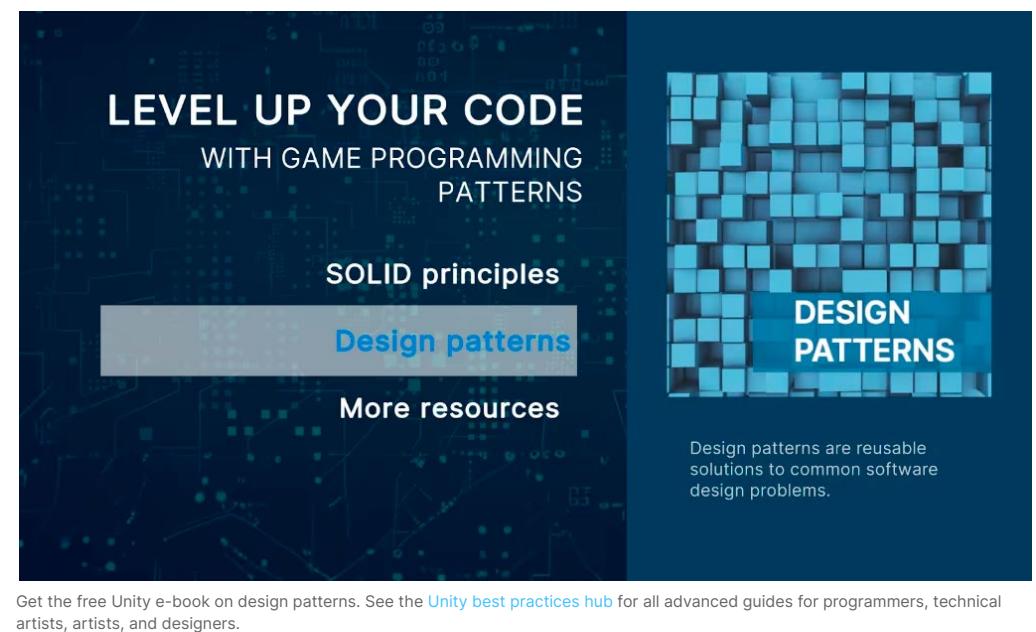 LEVEL UP YOUR CODE
WITH GAME PROGRAMMING
PATTERNS
SOLID principles
Design patterns
More resources
DESIGN
PATTERNS
Design patterns are reusable
solutions to common software
design problems.
Get the free Unity e-book on design patterns. See the Unity best practices hub for all advanced guides for programmers, technical
artists, artists, and designers.